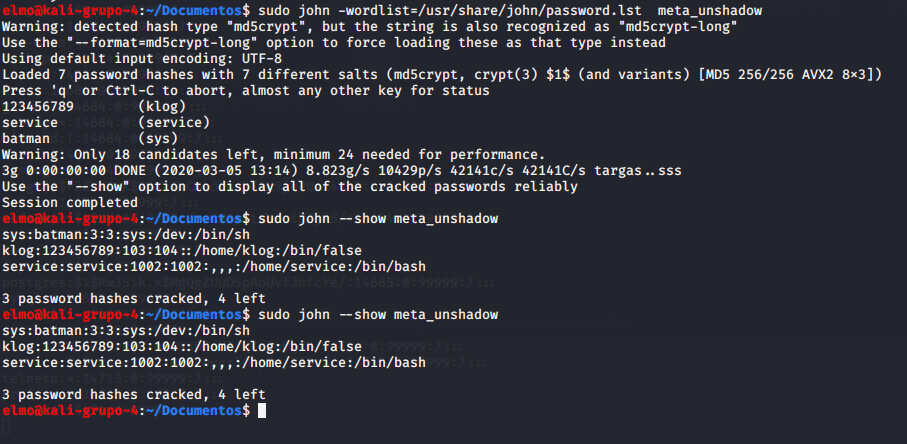 elmo@kali-grupo-4:~/Documentos$ sudo john -wordlist=/usr/share/john/password.lst  meta_unshadow
Warning: detected hash type "md5crypt", but the string is also recognized as "md5crypt-long"
Use the "--format=md5crypt-long" option to force loading these as that type instead
Using default input encoding: UTF-8
Loaded 7 password hashes with 7 different salts (md5crypt, crypt(3) $1$ (and variants) [MD5 256/256 AVX2 8×3])
Press 'q' or Ctrl-C to abort, almost any other key for status
123456789        (klog)
service          (service)
batman           (sys)
Warning: Only 18 candidates left, minimum 24 needed for performance.
3g 0:00:00:00 DONE (2020-03-05 13:14) 8.823g/s 10429p/s 42141c/s 42141C/s targas..sss
Use the "--show" option to display all of the cracked passwords reliably
Session completed
elmo@kali-grupo-4:~/Documentos$ sudo john --show meta_unshadow
sys:batman:3:3:sys:/dev:/bin/sh
klog:123456789:103:104::/home/klog:/bin/false
service:service:1002:1002:,,,:/home/service:/bin/bash
3 password hashes cracked, 4 left
elmo@kali-grupo-4:~/Documentos$ sudo john --show meta_unshadow
sys:batman:3:3:sys:/dev:/bin/sh
klog:123456789:103:104::/home/klog:/bin/false
service:service:1002:1002:,,,:/home/service:/bin/bash
3 password hashes cracked, 4 left
elmo@kali-grupo-4:~/Documentos$